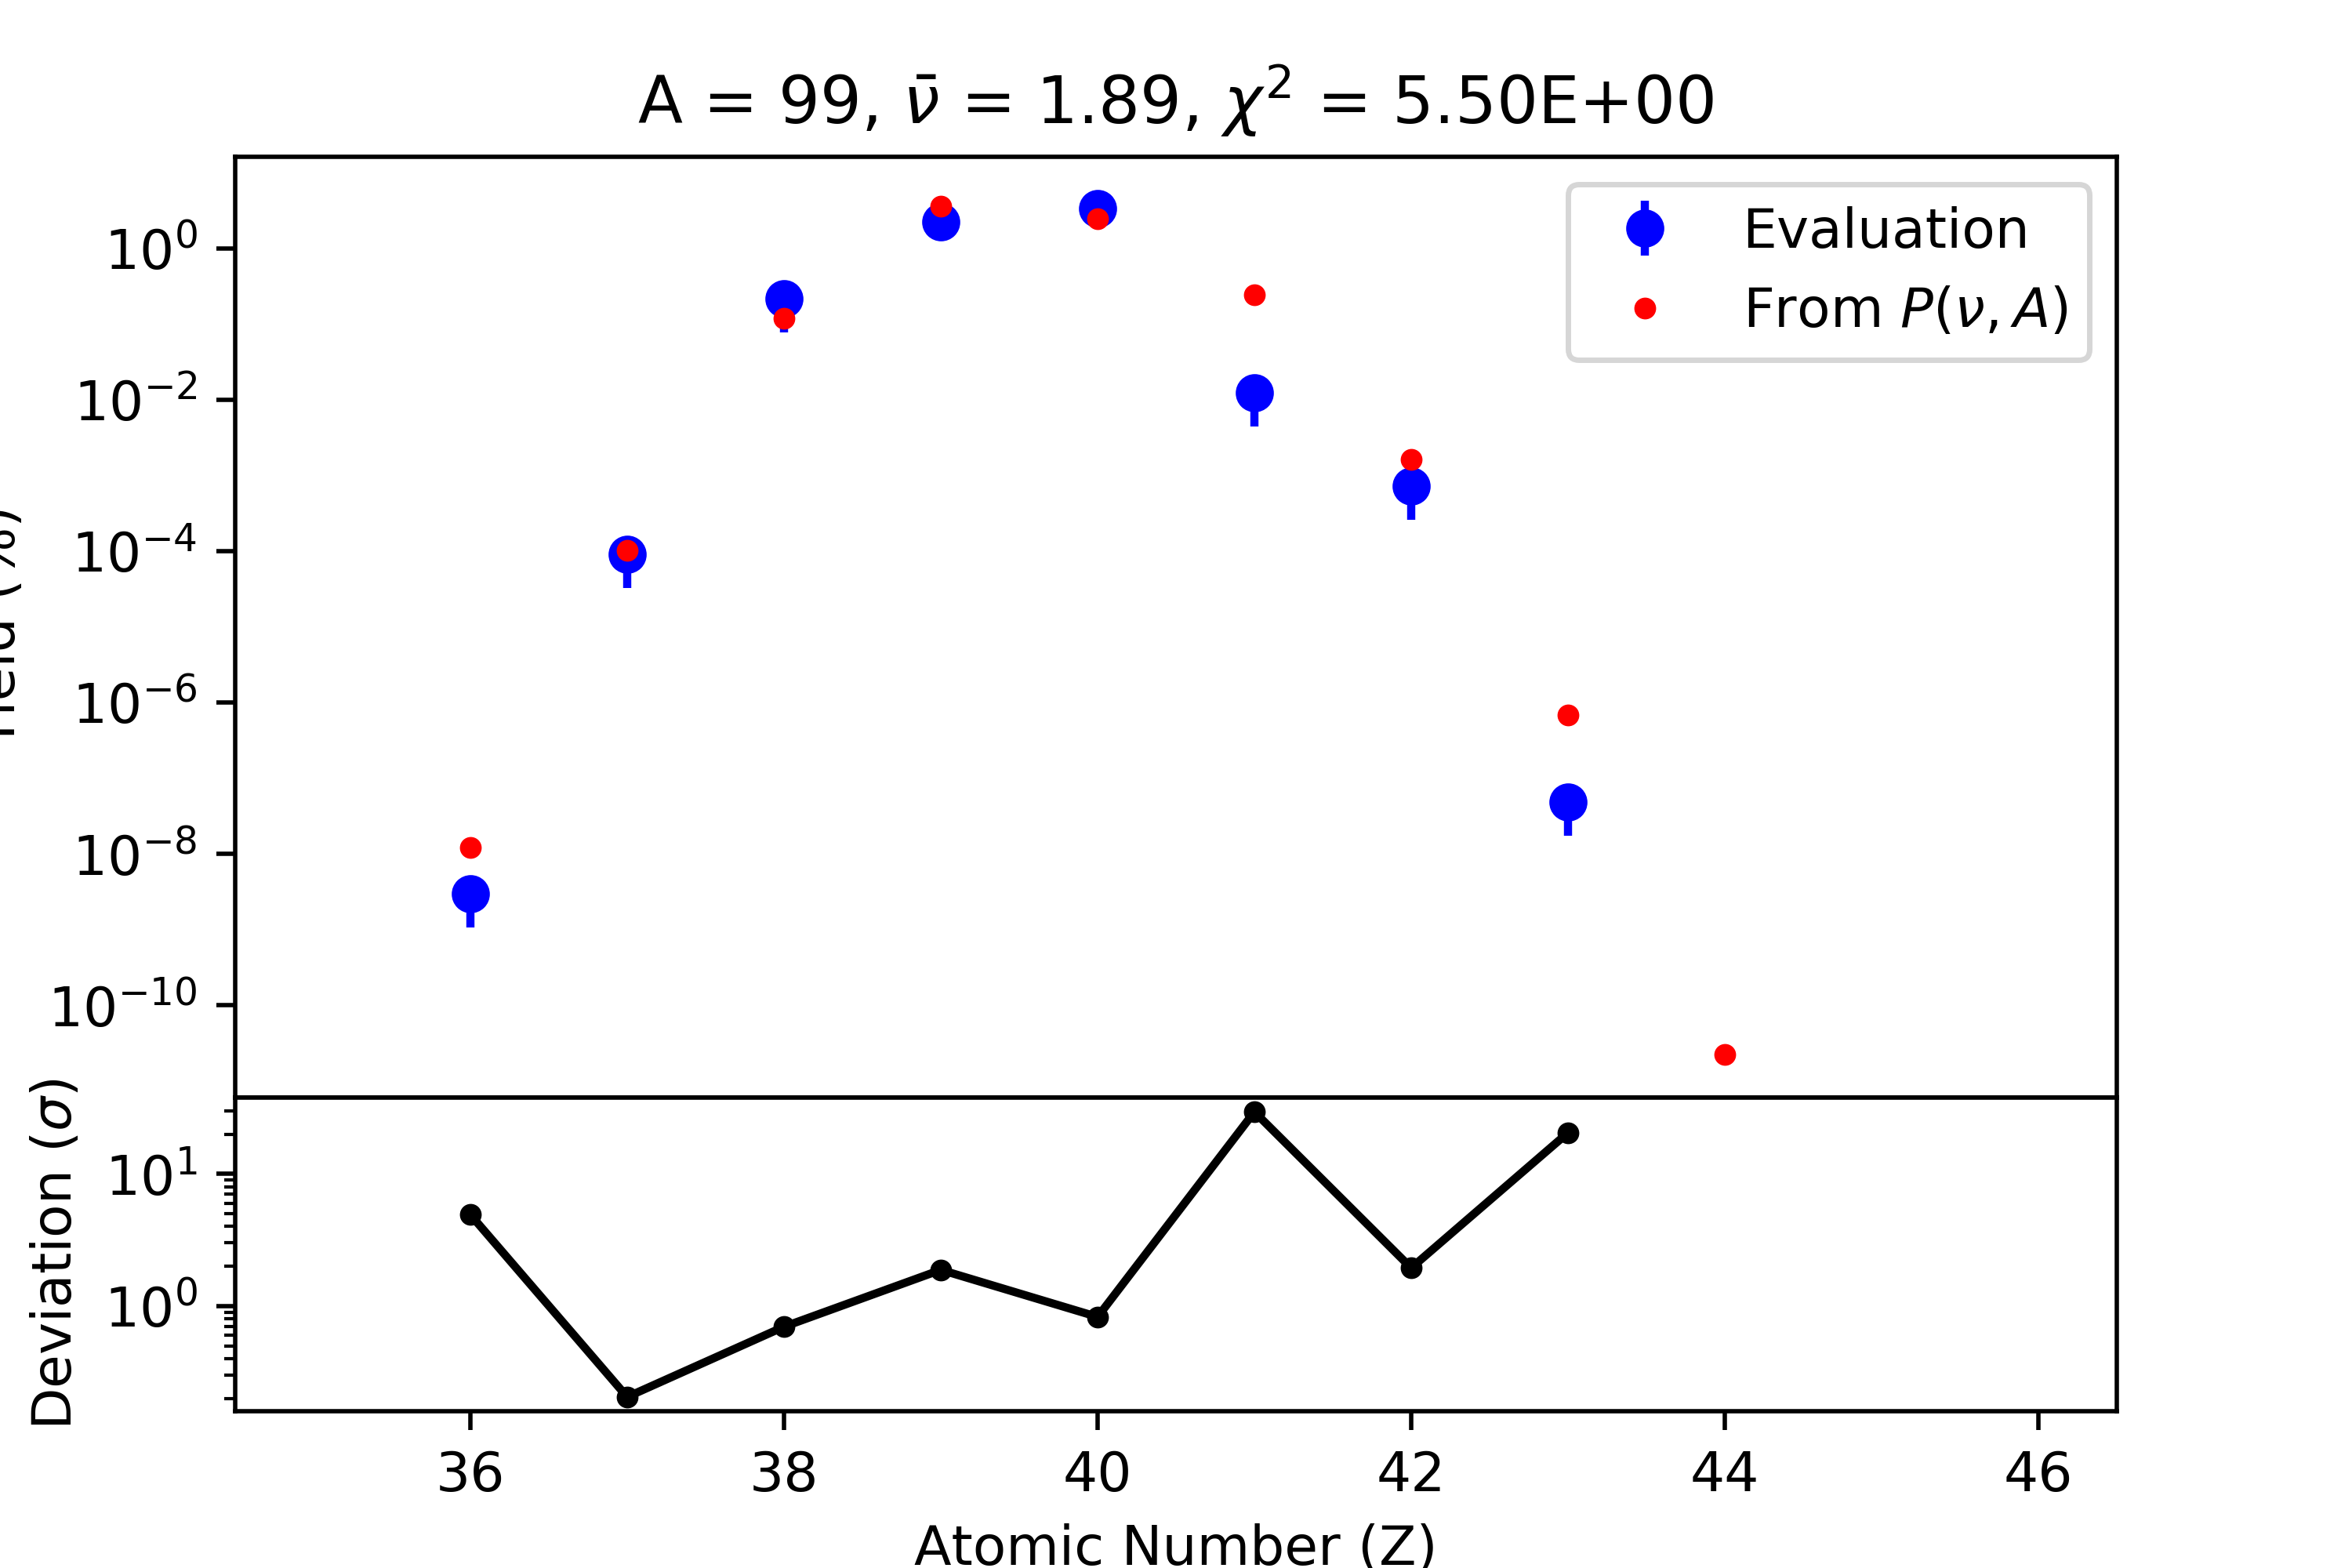 A = 99, ν̄ = 1.89, χ² = 5.50E+00
Evaluation
From P(ν, A)
10⁰
10⁻²
10⁻⁴
10⁻⁶
10⁻⁸
10⁻¹⁰
(%)
Deviation (σ)
10¹
10⁰
36 38 40 42 44 46
Atomic Number (Z)